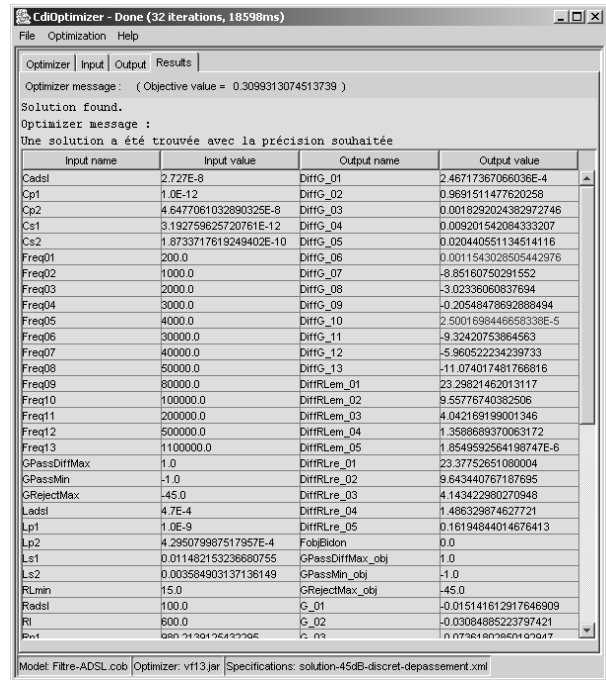 CdiOptimizer - Done (32 iterations, 18598ms)
File Optimization Help
Optimizer Input Output Results
Optimizer message : ( Objective value = 0.3099313074513739 )
Solution found.
Optimizer message :
Une solution a été trouvée avec la précision souhaitée
Input name Input value Output name Output value
Cadsl 2.727E-8 DiffG_01 2.46717367066036E-4
Cp1 1.0E-12 DiffG_02 0.9691511477620258
Cp2 4.6477061032890325E-8 DiffG_03 0.0018292024382972746
Cs1 3.192759625720761E-12 DiffG_04 0.009201542084333207
Cs2 1.8733717619249402E-10 DiffG_05 0.020440551134514116
Freq01 200.0 DiffG_06 0.0011543028505442976
Freq02 1000.0 DiffG_07 -8.85160750291552
Freq03 2000.0 DiffG_08 -3.02336060837694
Freq04 3000.0 DiffG_09 -0.20548478692888494
Freq05 4000.0 DiffG_10 2.5001698446658338E-5
Freq06 30000.0 DiffG_11 -9.32420753864563
Freq07 40000.0 DiffG_12 -5.960522234239733
Freq08 50000.0 DiffG_13 -11.074017481766816
Freq09 80000.0 DiffRLem_01 23.29821462013117
Freq10 100000.0 DiffRLem_02 9.55776740382506
Freq11 200000.0 DiffRLem_03 4.042169199001346
Freq12 500000.0 DiffRLem_04 1.3588689370063172
Freq13 1100000.0 DiffRLem_05 1.8549592564198747E-6
GPassDiffMax 1.0 DiffRLre_01 23.37752651080004
GPassMin -1.0 DiffRLre_02 9.643440767187695
GRejectMax -45.0 DiffRLre_03 4.143422980270948
Ladsl 4.7E-4 DiffRLre_04 1.486329874627721
Lp1 1.0E-9 DiffRLre_05 0.16194844014676413
Lp2 4.295079987517957E-4 FobjBidon 0.0
Ls1 0.011482153236680755 GPassDiffMax_obj 1.0
Ls2 0.003584903137136149 GPassMin_obj -1.0
RLmin 15.0 GRejectMax_obj -45.0
Radsl 100.0 G_01 -0.015141612917646909
Rl 600.0 G_02 -0.03084885223797421
Rp1 980.2139125432295 G_03 -0.07361802850192947
Model: Filtre-ADSL.cob Optimizer: vf13.jar Specifications: solution-45dB-discret-depassement.xml